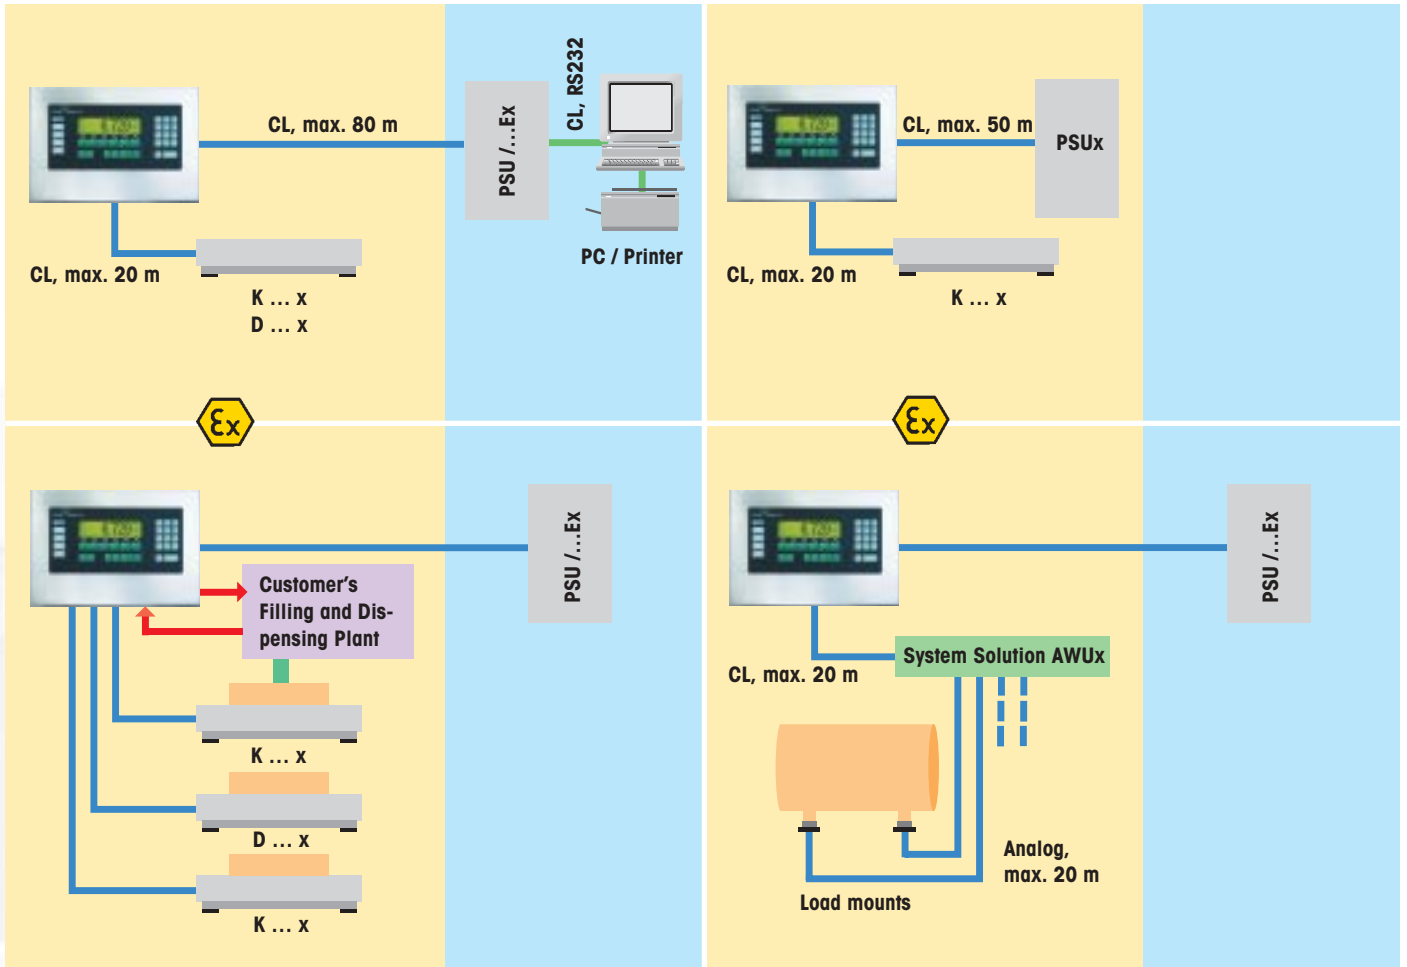 CL, max. 80 m
PSU /...Ex
CL, RS232
PC / Printer
CL, max. 20 m
K ... x
D ... x
CL, max. 50 m
PSUx
CL, max. 20 m
K ... x
Ex
Ex
PSU /...Ex
Customer's
Filling and Dis-
pensing Plant
K ... x
D ... x
K ... x
PSU /...Ex
System Solution AWUx
CL, max. 20 m
Analog,
max. 20 m
Load mounts